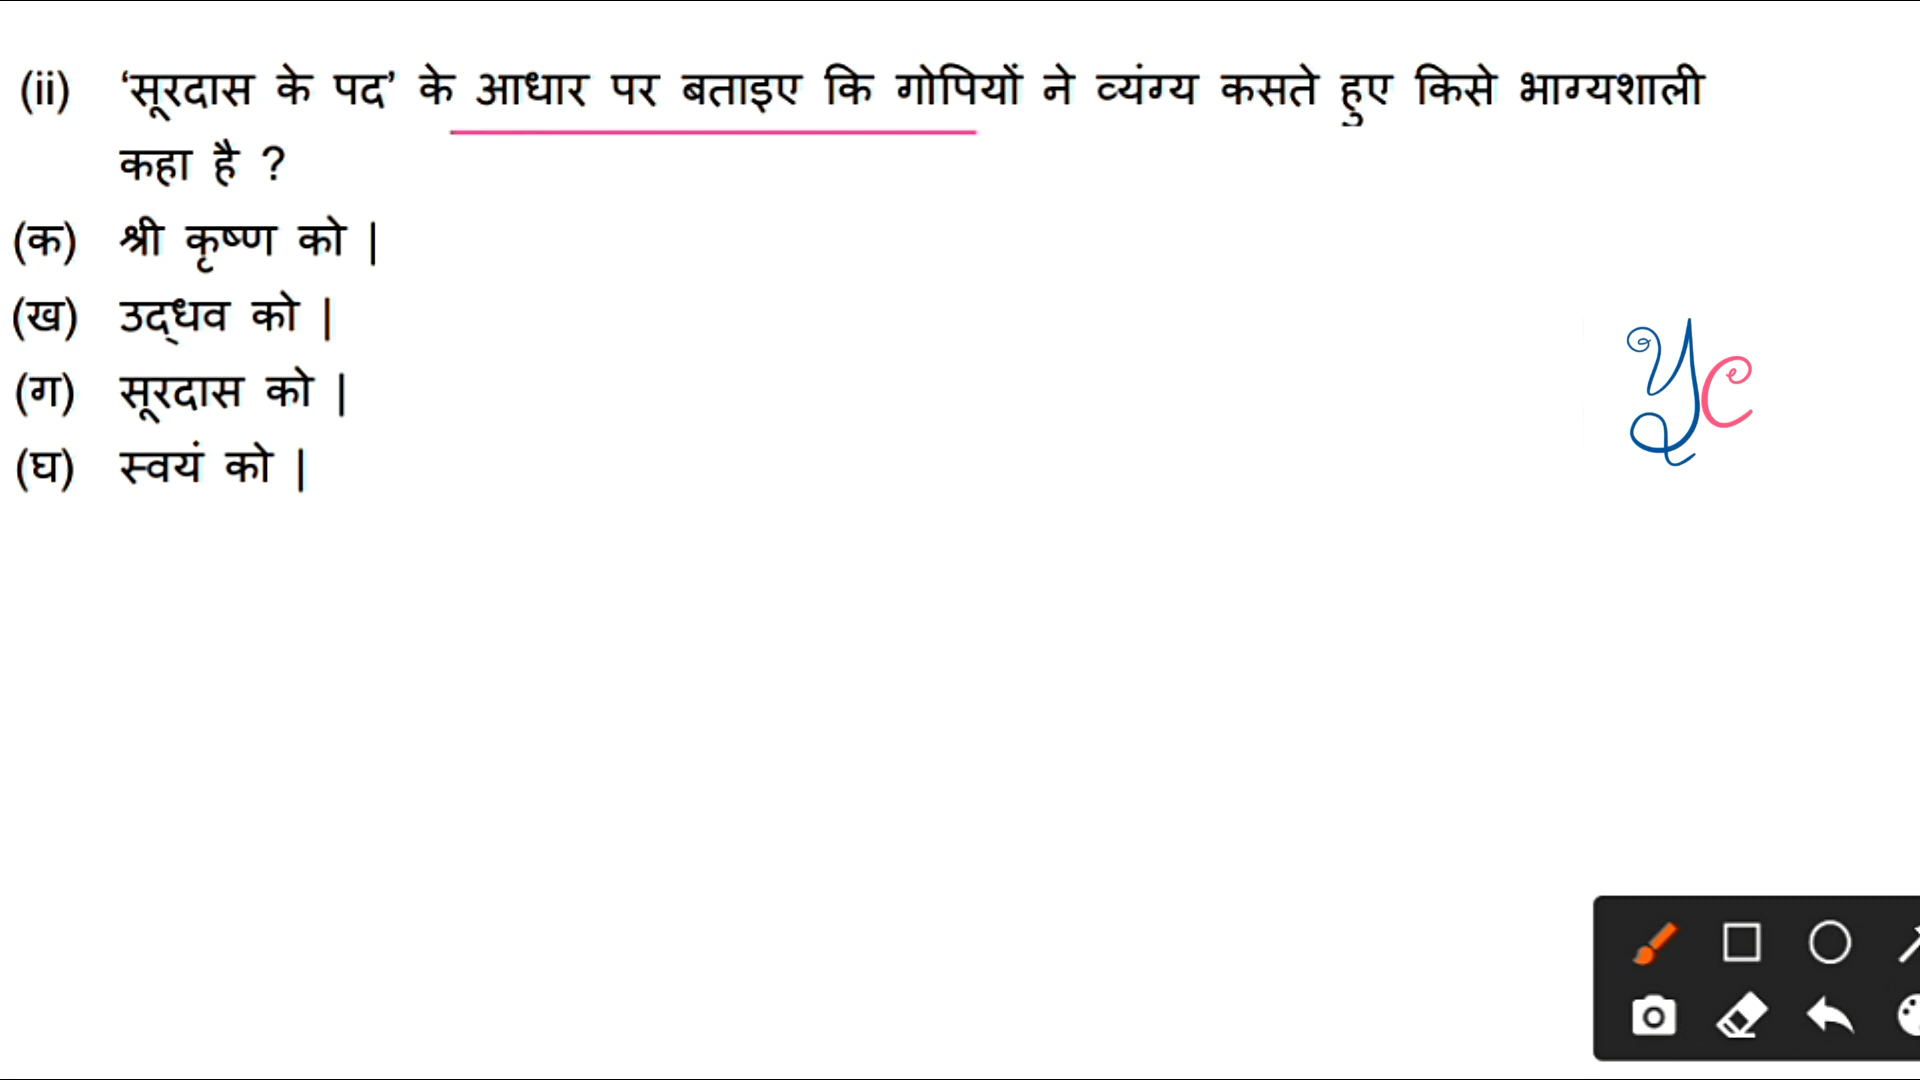 (ii) ‘सूरदास के पद’ के आधार पर बताइए कि गोपियों ने व्यंग्य कसते हुए किसे भाग्यशाली
कहा है ?
(क) श्री कृष्ण को |
(ख) उद्धव को |
(ग) सूरदास को |
(घ) स्वयं को |
YC